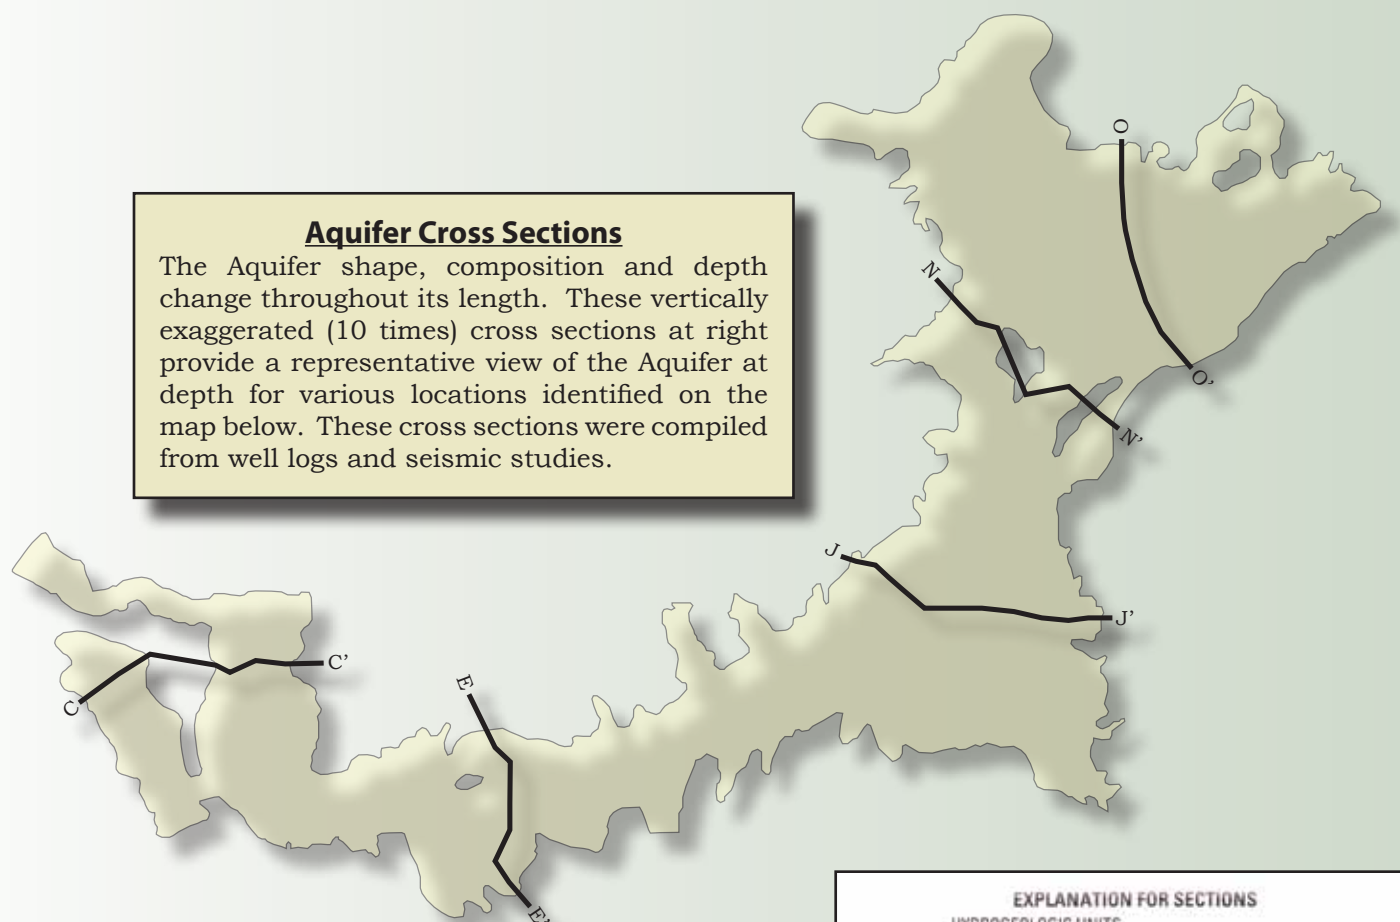 Aquifer Cross Sections
The Aquifer shape, composition and depth
change throughout its length. These vertically
exaggerated (10 times) cross sections at right
provide a representative view of the Aquifer at
depth for various locations identified on the
map below. These cross sections were compiled
from well logs and seismic studies.
O
N
O'
N'
J
J'
C'
C
E
E'
EXPLANATION FOR SECTIONS
HYDROGEOLOGIC UNITS